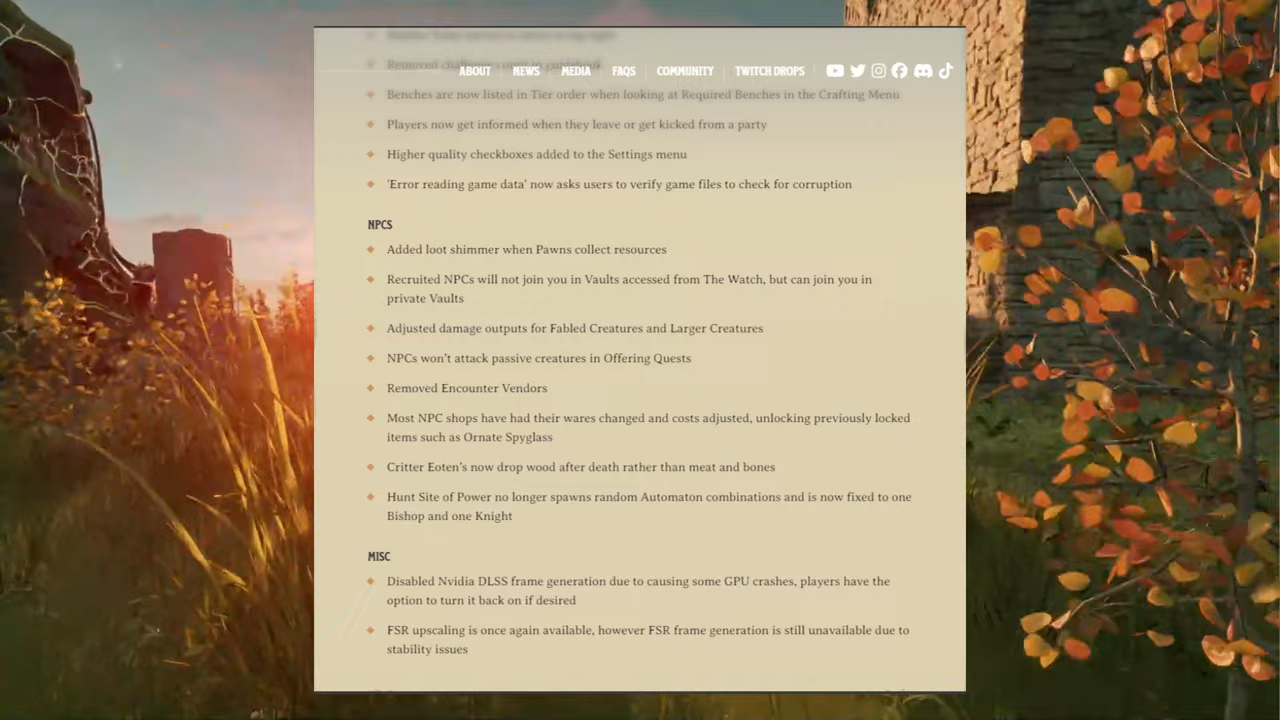 Removed
ABOUT NEWS MEDIA FAQS COMMUNITY TWITCH DROPS
Benches are now listed in Tier order when looking at Required Benches in the Crafting Menu
Players now get informed when they leave or get kicked from a party
Higher quality checkboxes added to the Settings menu
'Error reading game data' now asks users to verify game files to check for corruption
NPCS
Added loot shimmer when Pawns collect resources
Recruited NPCs will not join you in Vaults accessed from The Watch, but can join you in
private Vaults
Adjusted damage outputs for Fabled Creatures and Larger Creatures
NPCs won't attack passive creatures in Offering Quests
Removed Encounter Vendors
Most NPC shops have had their wares changed and costs adjusted, unlocking previously locked
items such as Ornate Spyglass
Critter Eoten's now drop wood after death rather than meat and bones
Hunt Site of Power no longer spawns random Automaton combinations and is now fixed to one
Bishop and one Knight
MISC
Disabled Nvidia DLSS frame generation due to causing some GPU crashes, players have the
option to turn it back on if desired
FSR upscaling is once again available, however FSR frame generation is still unavailable due to
stability issues